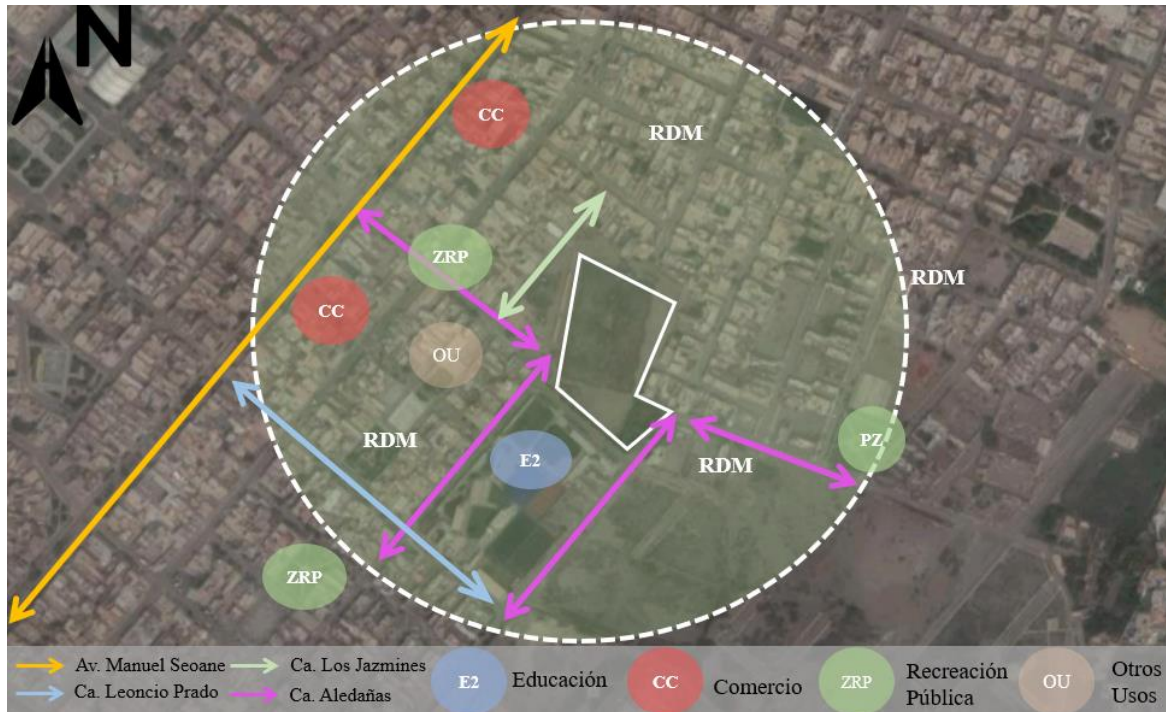 N
CC
RDM
ZRP
RDM
CC
OU
RDM
PZ
E2
RDM
ZRP
Av. Manuel Seoane
Ca. Los Jazmines
Ca. Leoncio Prado
Ca. Aledañas
E2
Educación
CC
Comercio
ZRP
Recreación
Pública
OU
Otros
Usos